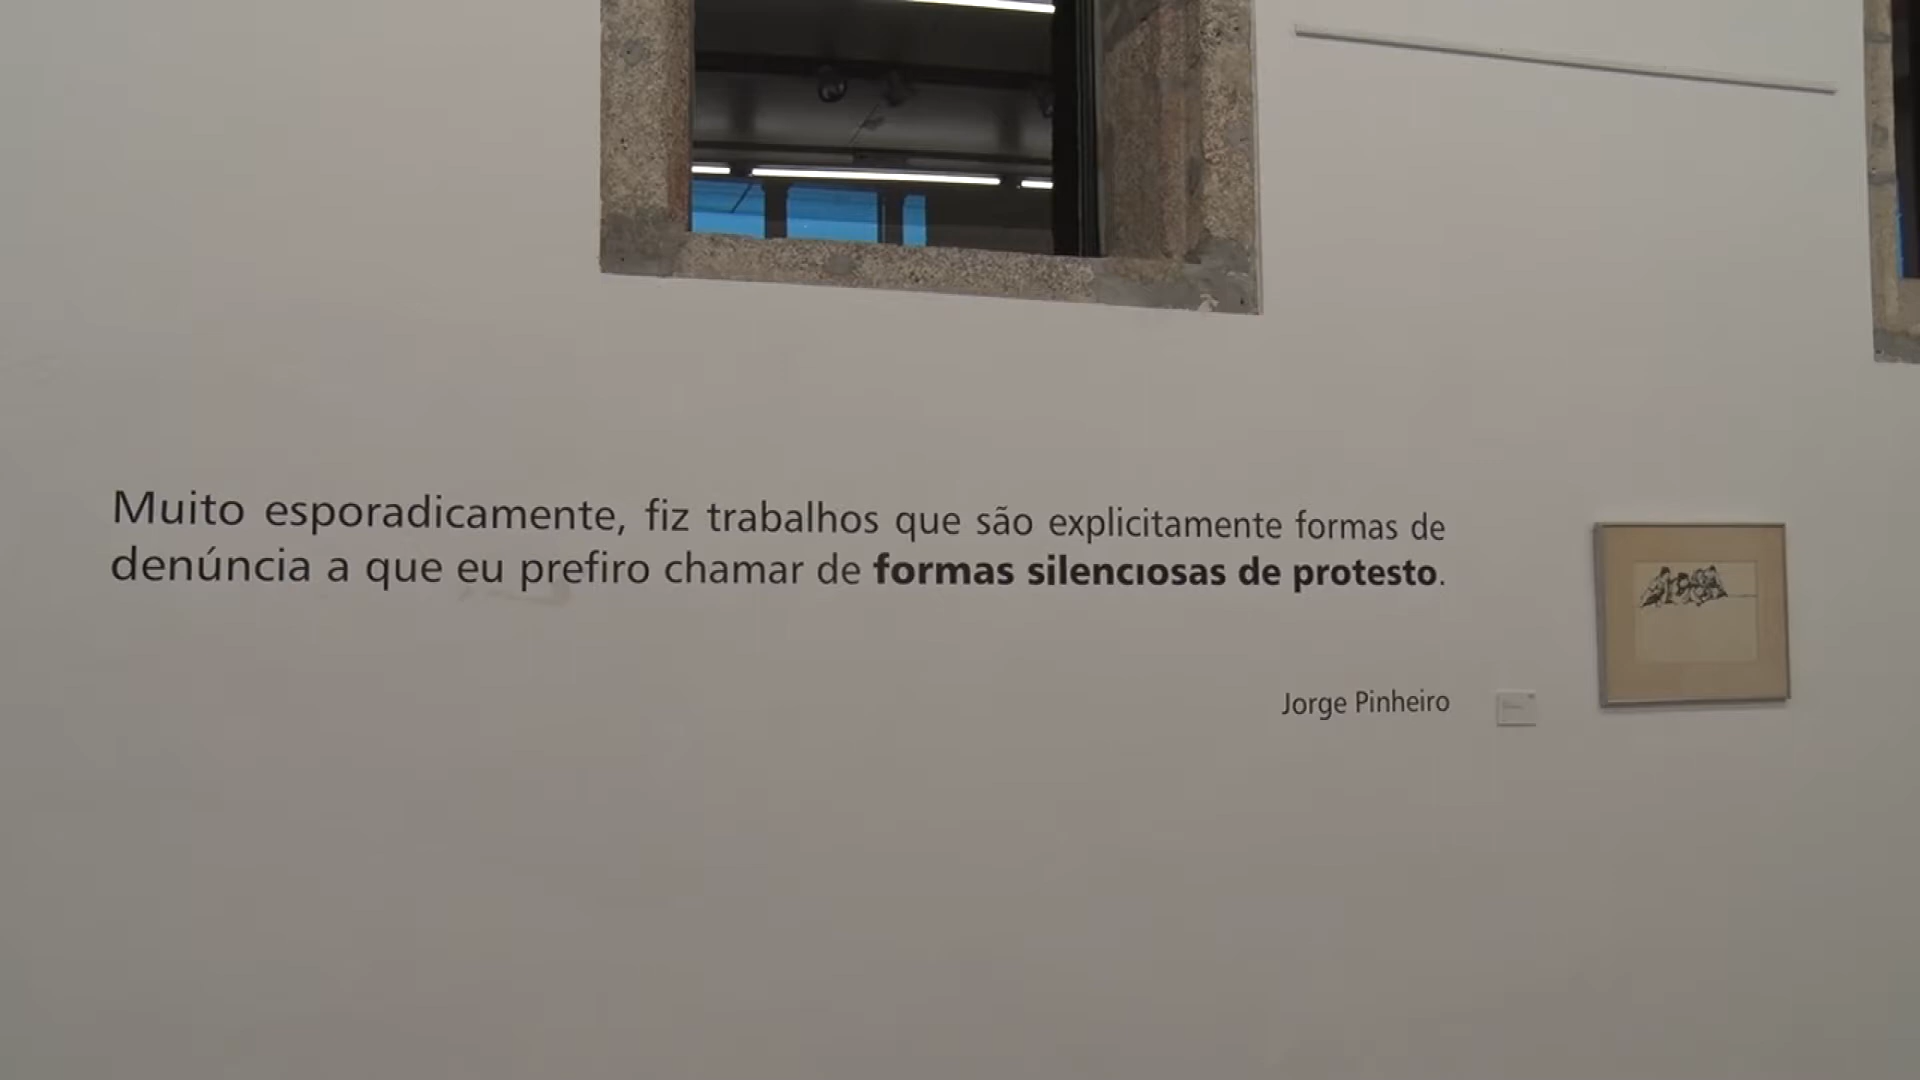 Muito esporadicamente, fiz trabalhos que são explicitamente formas de
denúncia a que eu prefiro chamar de formas silencıosas de protesto.
Jorge Pinheiro